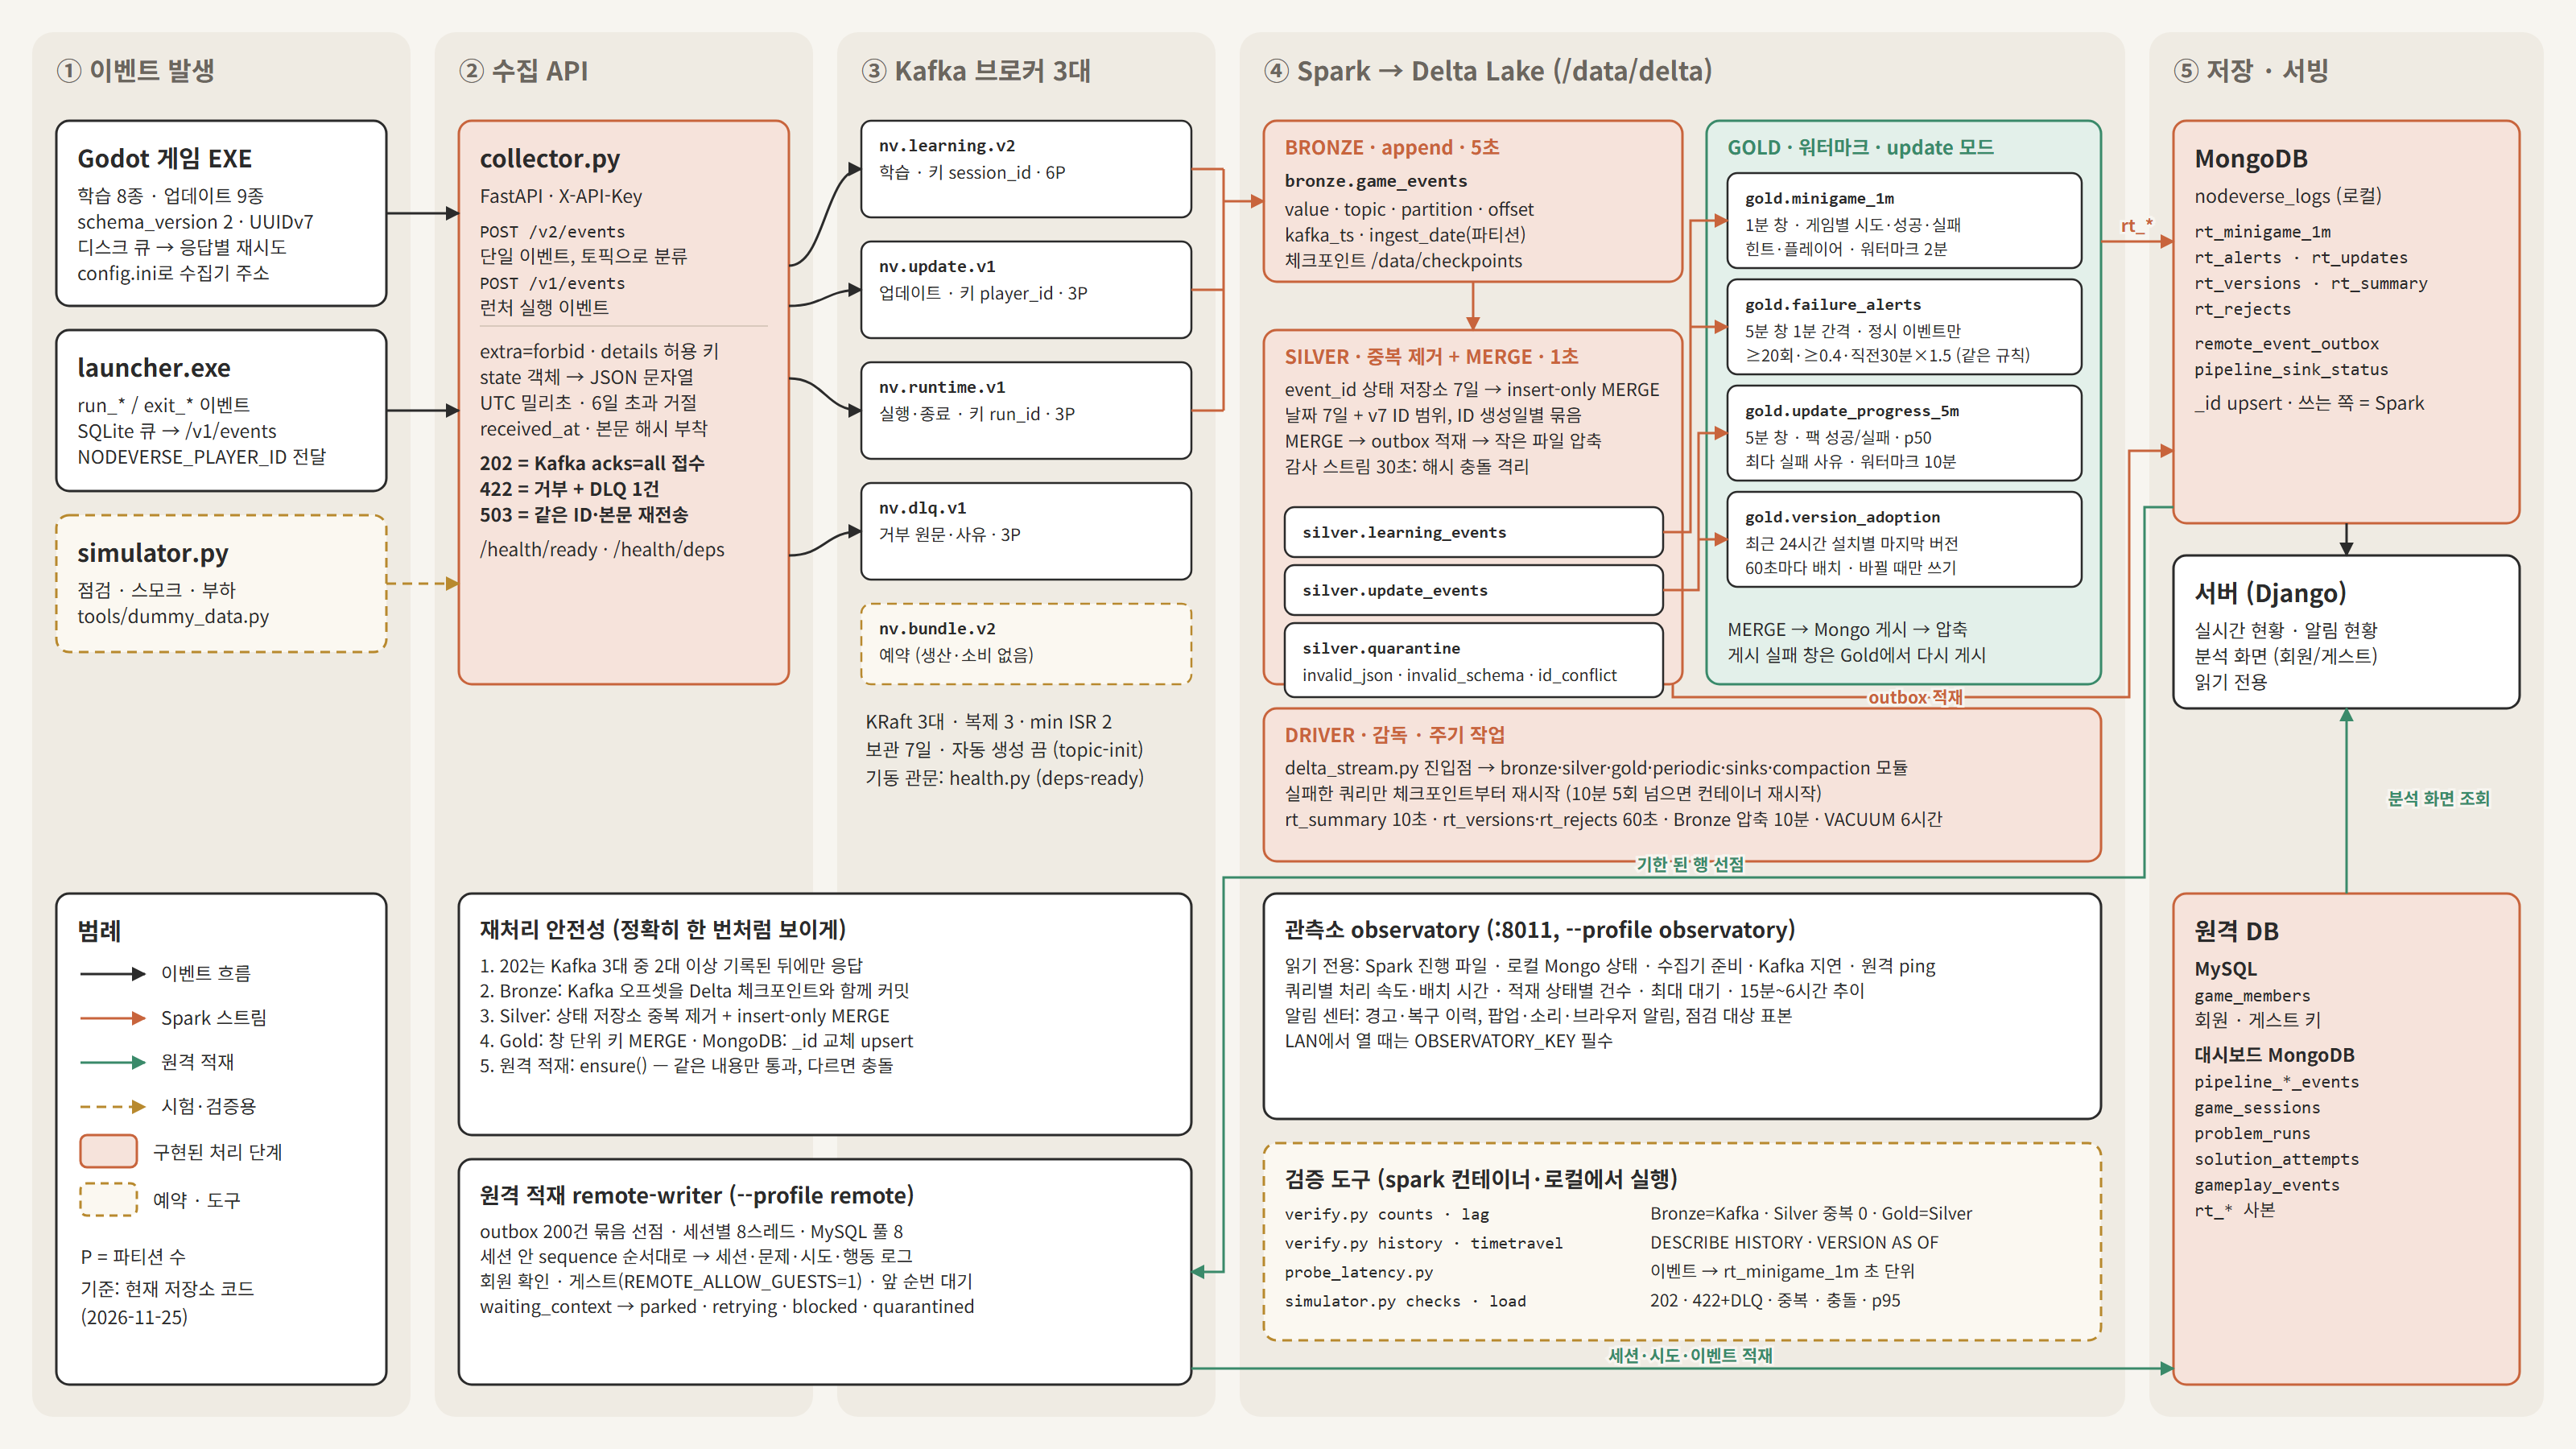 ① 이벤트 발생
Godot 게임 EXE
학습 8종 · 업데이트 9종
schema_version 2 · UUIDv7
디스크 큐 → 응답별 재시도
config.ini로 수집기 주소
launcher.exe
run_* / exit_* 이벤트
SQLite 큐 → /v1/events
NODEVERSE_PLAYER_ID 전달
simulator.py
점검 · 스모크 · 부하
tools/dummy_data.py
범례
이벤트 흐름
Spark 스트림
원격 적재
시험·검증용
구현된 처리 단계
예약 · 도구
P = 파티션 수
기준: 현재 저장소 코드
(2026-11-25)
② 수집 API
collector.py
FastAPI · X-API-Key
POST /v2/events
단일 이벤트, 토픽으로 분류
POST /v1/events
런처 실행 이벤트
extra=forbid · details 허용 키
state 객체 → JSON 문자열
UTC 밀리초 · 6일 초과 거절
received_at · 본문 해시 부착
202 = Kafka acks=all 접수
422 = 거부 + DLQ 1건
503 = 같은 ID·본문 재전송
/health/ready · /health/deps
③ Kafka 브로커 3대
nv.learning.v2
학습 · 키 session_id · 6P
nv.update.v1
업데이트 · 키 player_id · 3P
nv.runtime.v1
실행·종료 · 키 run_id · 3P
nv.dlq.v1
거부 원문·사유 · 3P
nv.bundle.v2
예약 (생산·소비 없음)
KRaft 3대 · 복제 3 · min ISR 2
보관 7일 · 자동 생성 끔 (topic-init)
기동 관문: health.py (deps-ready)
재처리 안전성 (정확히 한 번처럼 보이게)
1. 202는 Kafka 3대 중 2대 이상 기록된 뒤에만 응답
2. Bronze: Kafka 오프셋을 Delta 체크포인트와 함께 커밋
3. Silver: 상태 저장소 중복 제거 + insert-only MERGE
4. Gold: 창 단위 키 MERGE · MongoDB: _id 교체 upsert
5. 원격 적재: ensure() — 같은 내용만 통과, 다르면 충돌
원격 적재 remote-writer (--profile remote)
outbox 200건 묶음 선점 · 세션별 8스레드 · MySQL 풀 8
세션 안 sequence 순서대로 → 세션·문제·시도·행동 로그
회원 확인 · 게스트(REMOTE_ALLOW_GUESTS=1) · 앞 순번 대기
waiting_context → parked · retrying · blocked · quarantined
④ Spark → Delta Lake (/data/delta)
BRONZE · append · 5초
bronze.game_events
value · topic · partition · offset
kafka_ts · ingest_date(파티션)
체크포인트 /data/checkpoints
SILVER · 중복 제거 + MERGE · 1초
event_id 상태 저장소 7일 → insert-only MERGE
날짜 7일 + v7 ID 범위, ID 생성일별 묶음
MERGE → outbox 적재 → 작은 파일 압축
감사 스트림 30초: 해시 충돌 격리
silver.learning_events
silver.update_events
silver.quarantine
invalid_json · invalid_schema · id_conflict
GOLD · 워터마크 · update 모드
gold.minigame_1m
1분 창 · 게임별 시도·성공·실패
힌트·플레이어 · 워터마크 2분
gold.failure_alerts
5분 창 1분 간격 · 정시 이벤트만
≥20회·≥0.4·직전30분×1.5 (같은 규칙)
gold.update_progress_5m
5분 창 · 팩 성공/실패 · p50
최다 실패 사유 · 워터마크 10분
gold.version_adoption
최근 24시간 설치별 마지막 버전
60초마다 배치 · 바뀔 때만 쓰기
MERGE → Mongo 게시 → 압축
게시 실패 창은 Gold에서 다시 게시
outbox 적재
DRIVER · 감독 · 주기 작업
delta_stream.py 진입점 → bronze·silver·gold·periodic·sinks·compaction 모듈
실패한 쿼리만 체크포인트부터 재시작 (10분 5회 넘으면 컨테이너 재시작)
rt_summary 10초 · rt_versions·rt_rejects 60초 · Bronze 압축 10분 · VACUUM 6시간
기한 된 행 선점
관측소 observatory (:8011, --profile observatory)
읽기 전용: Spark 진행 파일 · 로컬 Mongo 상태 · 수집기 준비 · Kafka 지연 · 원격 ping
쿼리별 처리 속도·배치 시간 · 적재 상태별 건수 · 최대 대기 · 15분~6시간 추이
알림 센터: 경고·복구 이력, 팝업·소리·브라우저 알림, 점검 대상 표본
LAN에서 열 때는 OBSERVATORY_KEY 필수
검증 도구 (spark 컨테이너·로컬에서 실행)
verify.py counts · lag Bronze=Kafka · Silver 중복 0 · Gold=Silver
verify.py history · timetravel DESCRIBE HISTORY · VERSION AS OF
probe_latency.py 이벤트 → rt_minigame_1m 초 단위
simulator.py checks · load 202 · 422+DLQ · 중복 · 충돌 · p95
세션·시도·이벤트 적재
⑤ 저장 · 서빙
rt_*
MongoDB
nodeverse_logs (로컬)
rt_minigame_1m
rt_alerts · rt_updates
rt_versions · rt_summary
rt_rejects
remote_event_outbox
pipeline_sink_status
_id upsert · 쓰는 쪽 = Spark
서버 (Django)
실시간 현황 · 알림 현황
분석 화면 (회원/게스트)
읽기 전용
분석 화면 조회
원격 DB
MySQL
game_members
회원 · 게스트 키
대시보드 MongoDB
pipeline_*_events
game_sessions
problem_runs
solution_attempts
gameplay_events
rt_* 사본